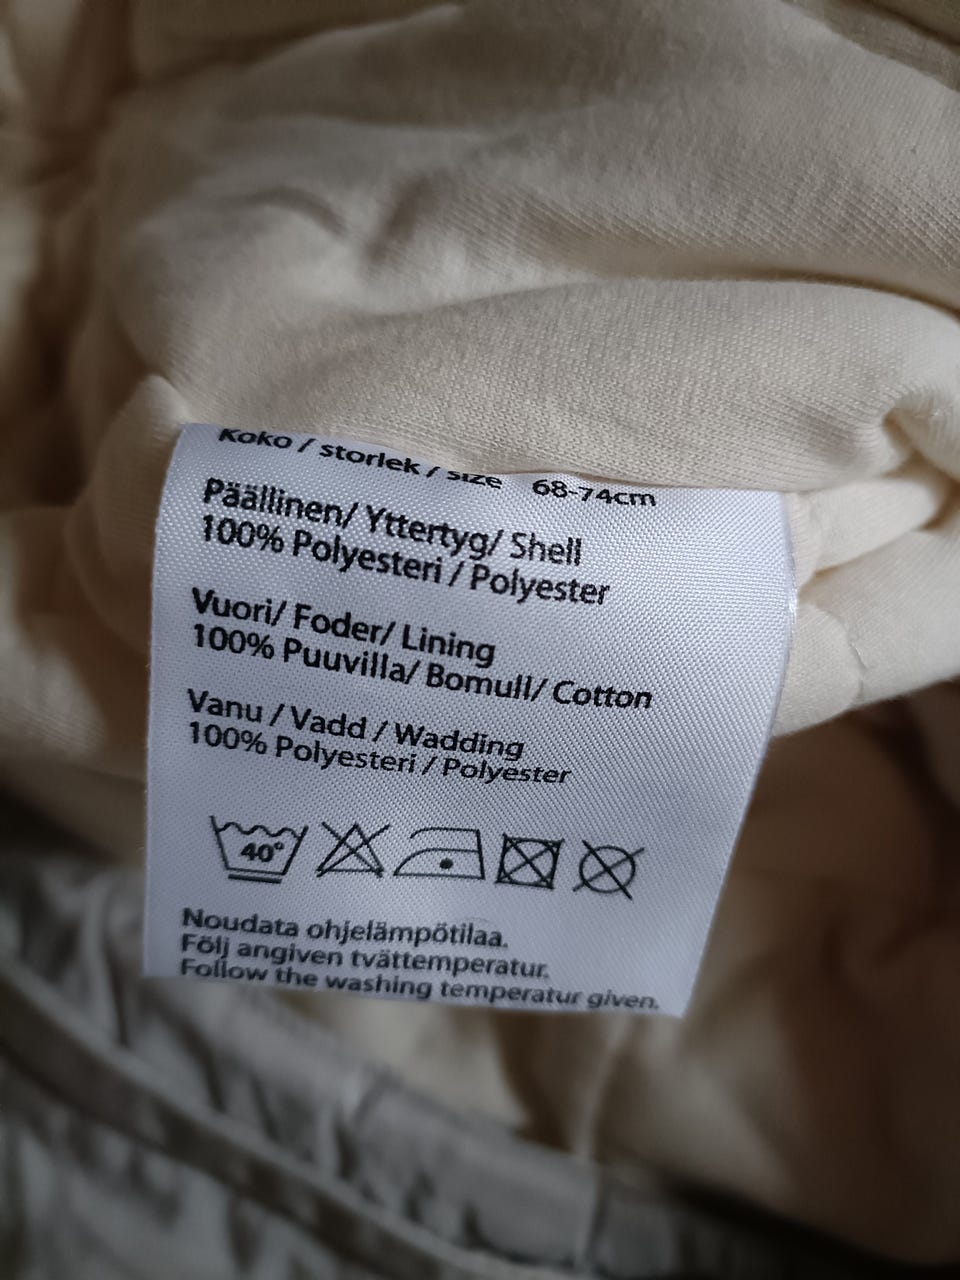 Koko / storlek / size 68-74cm
Päällinen/ Yttertyg/ Shell
100% Polyesteri / Polyester
Vuori/ Foder/ Lining
100% Puuvilla/ Bomull/ Cotton
Vanu / Vadd / Wadding
100% Polyesteri / Polyester
40°
Noudata ohjelämpötilaa.
Följ angiven tvättemperatur.
Follow the washing temperatur given.